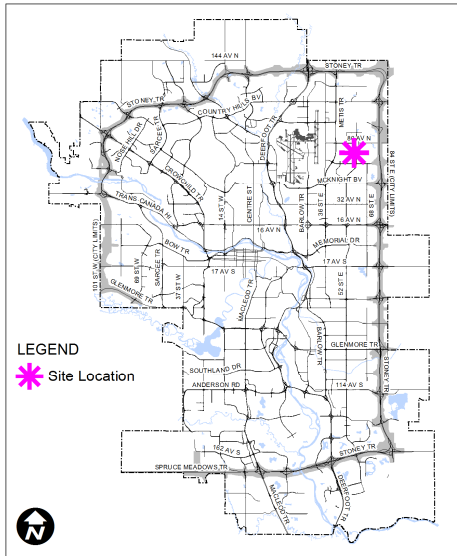 144 AV N
STONEY TR
STONEY TR
COUNTRY HILLS BV
METIS TR
DEERFOOT TR
NOSE HILL DR
SARCEE TR
80 AV N
84 ST E (CITY LIMITS)
CROWCHILD TR
MCKNIGHT BV
TRANS CANADA HI
14 ST W
CENTRE ST
BARLOW TR
36 ST E
32 AV N
68 ST E
16 AV N
16 AV N
101 ST W (CITY LIMITS)
BOW TR
MEMORIAL DR
69 ST W
SARCEE TR
37 ST W
17 AV S
17 AV S
GLENMORE TR
MACLEOD TR
52 ST E
BARLOW TR
GLENMORE TR
LEGEND
Site Location
SOUTHLAND DR
ANDERSON RD
114 AV S
STONEY TR
162 AV S
STONEY TR
SPRUCE MEADOWS TR
MACLEOD TR
DEERFOOT TR
N